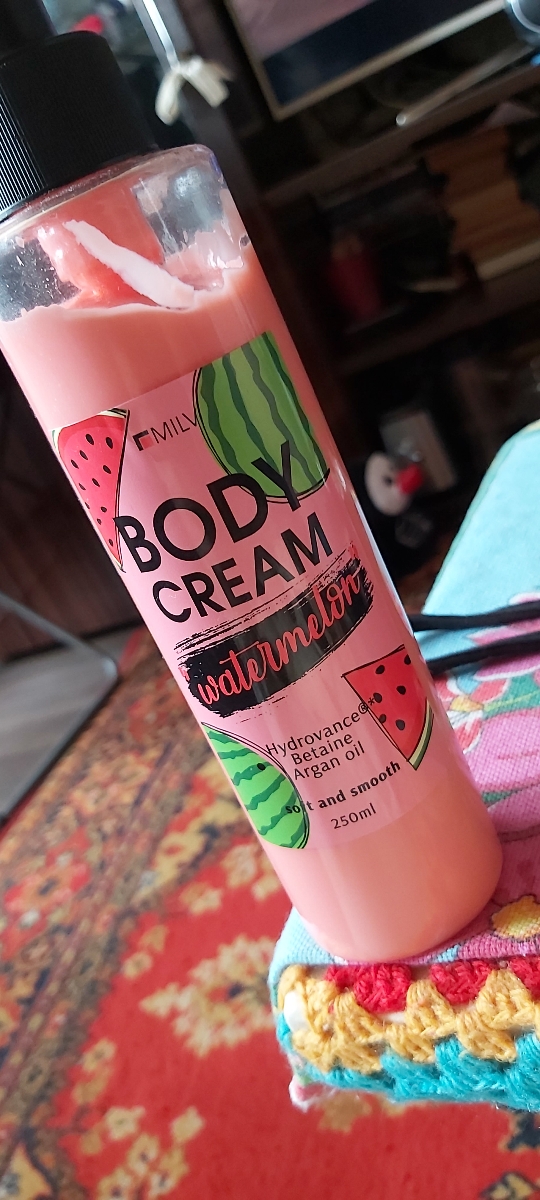 MILV
BODY
CREAM
"watermelon"
Hydrovance®*
Betaine
Argan oil
soft and smooth
250ml